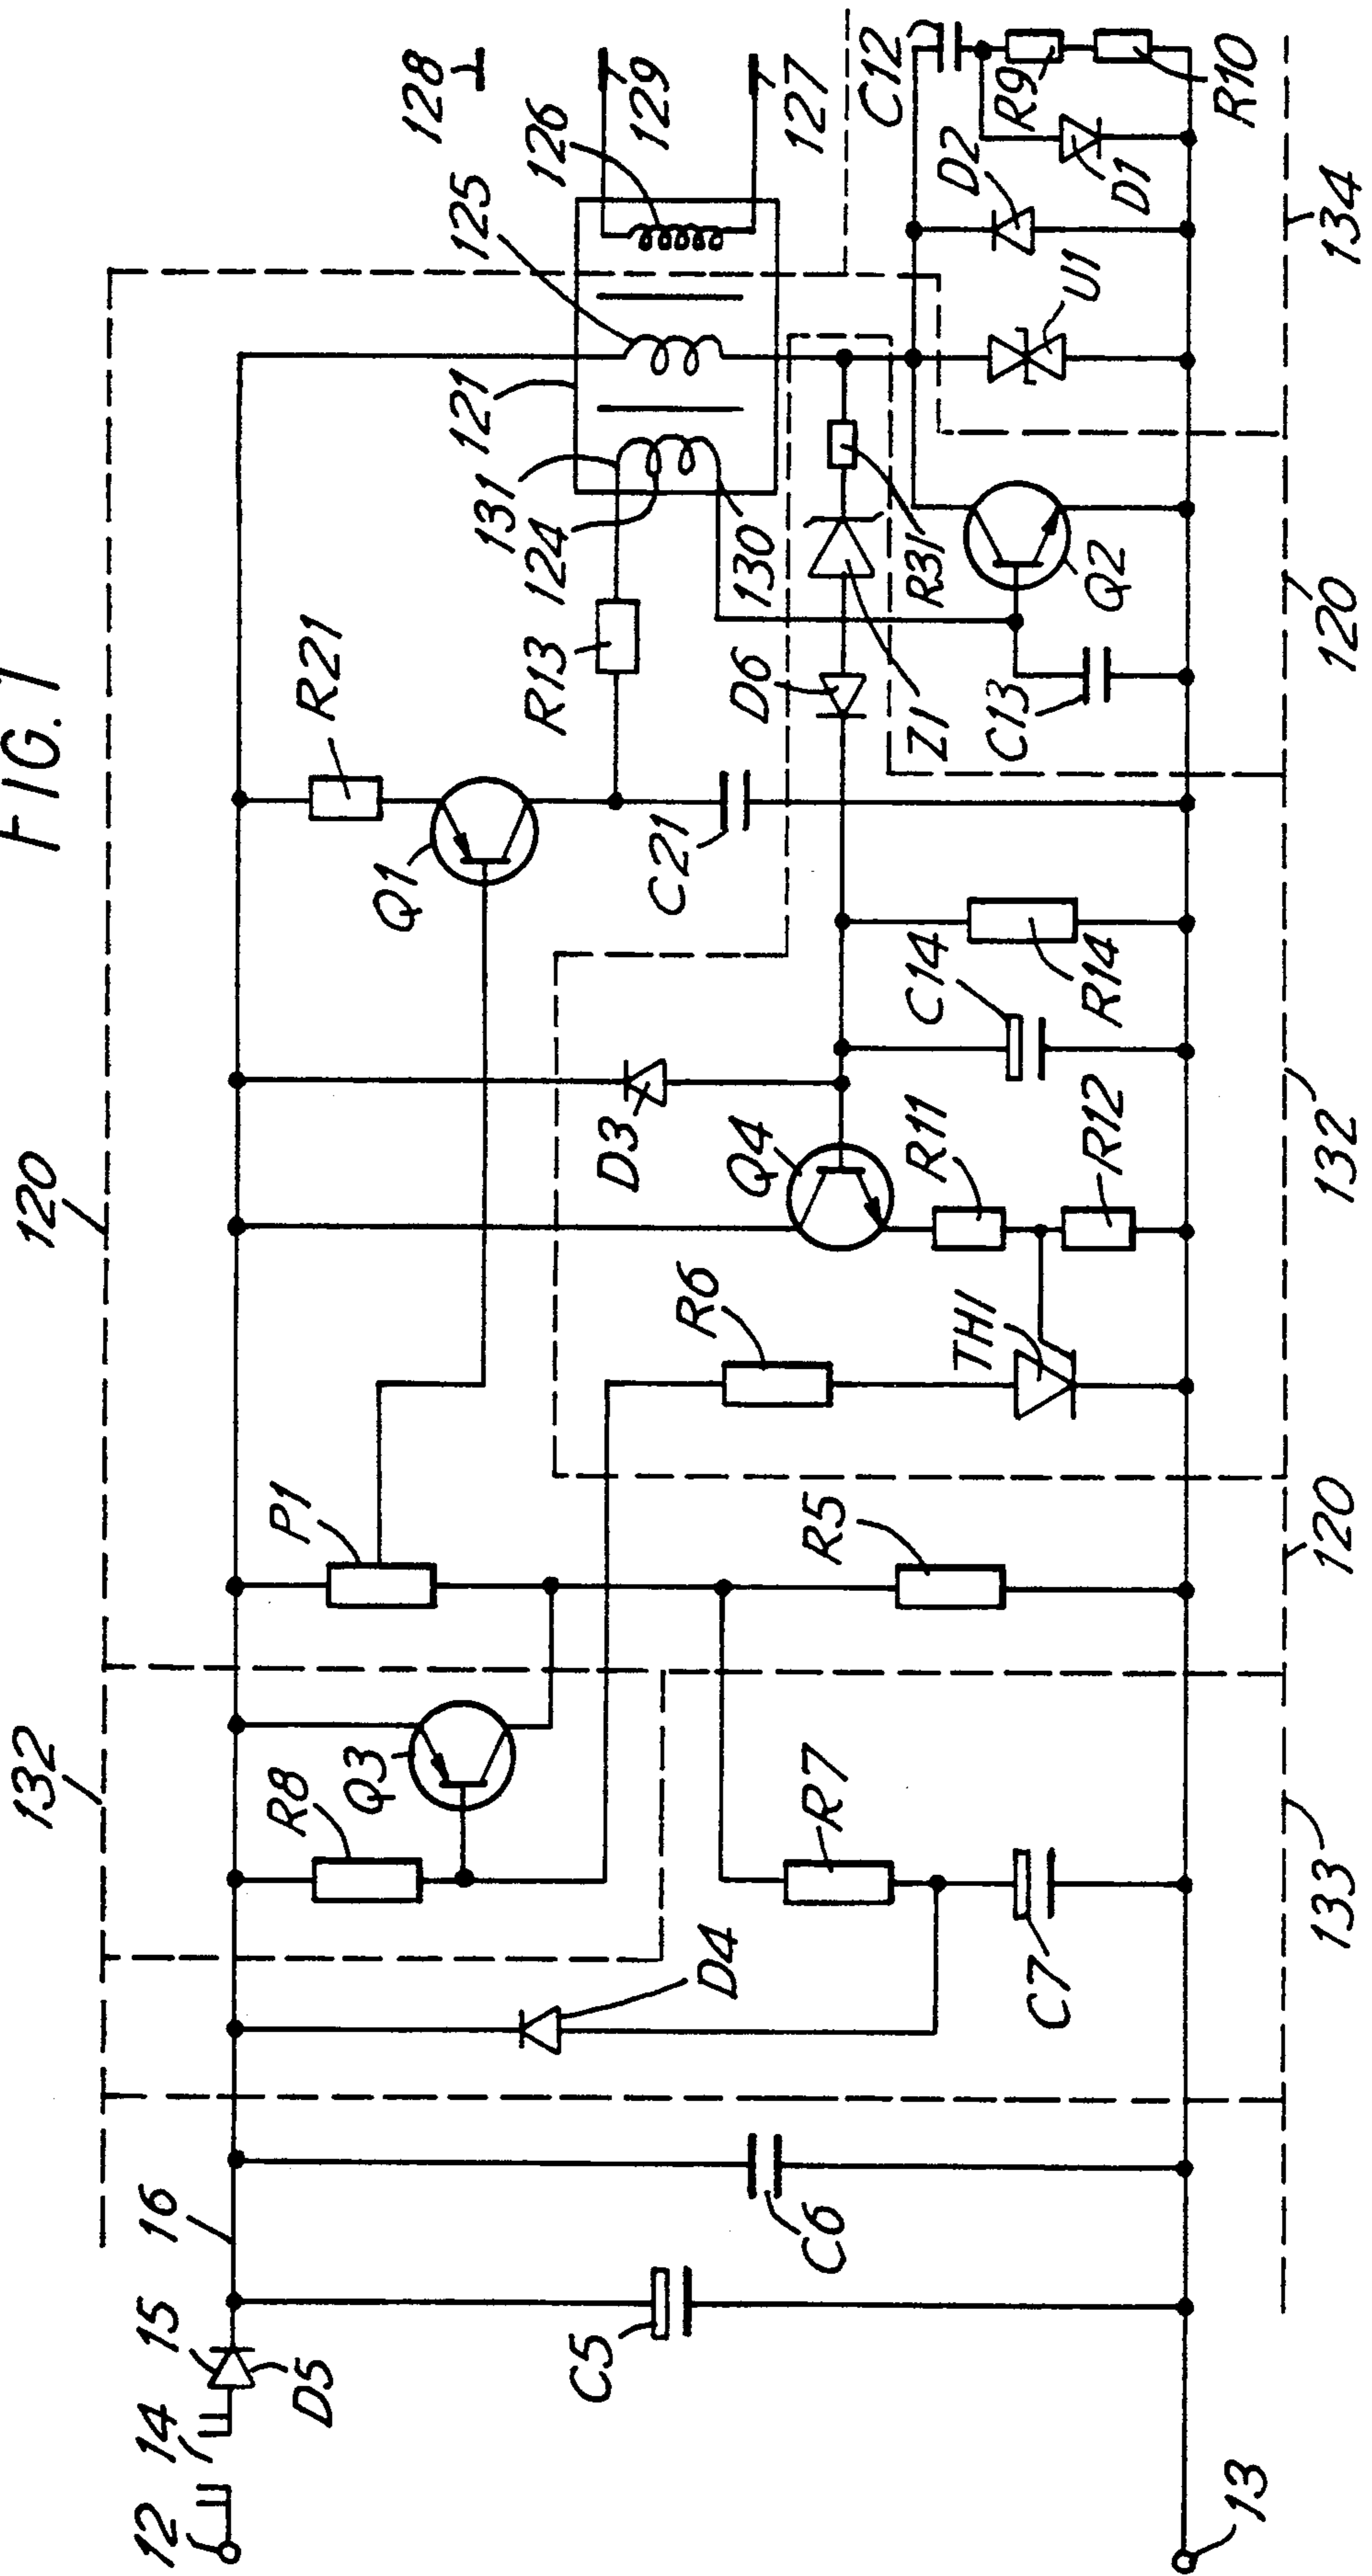 FIG. 7
132
120
12
14
15
16
D5
C5
C6
R8
Q3
D4
R7
C7
P1
R5
R6
TH1
Q4
R11
R12
D3
C14
R14
Q1
R21
C21
R13
D6
Z1
R31
C13
Q2
131
124
130
121
125
126
128
129
127
C12
R9
R10
D2
D1
U1
13
133
120
132
120
134